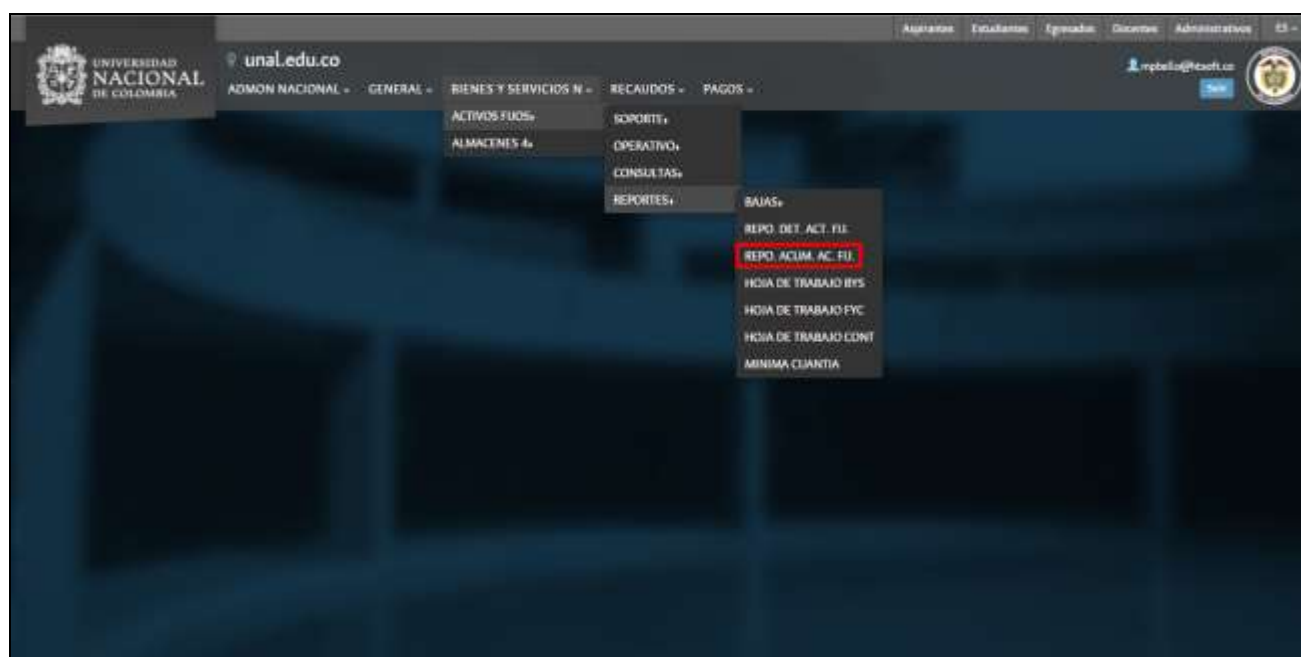 Aspirantes Estudiantes Egresados Docentes Administrativos ES
UNIVERSIDAD
NACIONAL
DE COLOMBIA
unal.edu.co
Salir
ADMON NACIONAL GENERAL BIENES Y SERVICIOS N RECAUDOS PAGOS
ACTIVOS FIJOS
ALMACENES 4
SOPORTE
OPERATIVO
CONSULTAS
REPORTES
BAJAS
REPO. DET. ACT. FIJ.
REPO. ACUM. AC. FIJ.
HOJA DE TRABAJO BYS
HOJA DE TRABAJO FYC
HOJA DE TRABAJO CONT
MINIMA CUANTIA